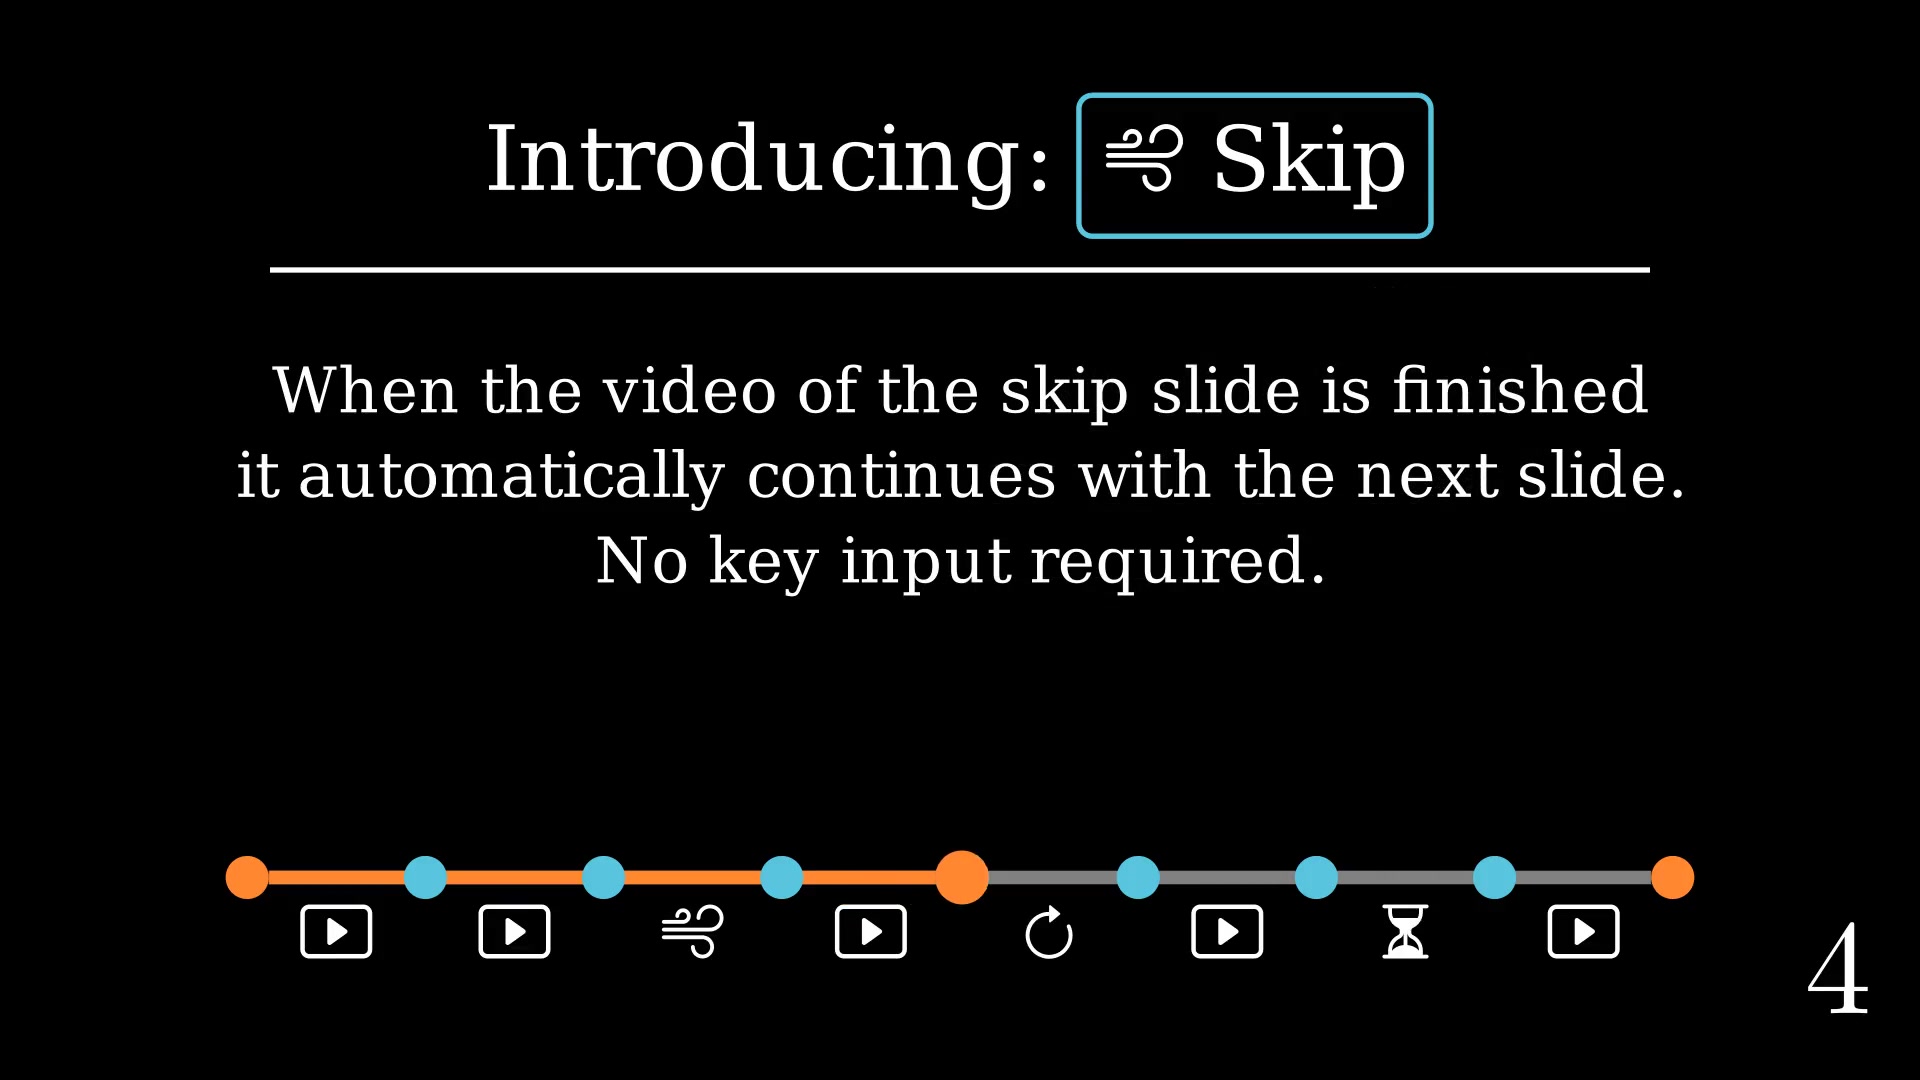 Introducing: Skip
When the video of the skip slide is finished
it automatically continues with the next slide.
No key input required.
4